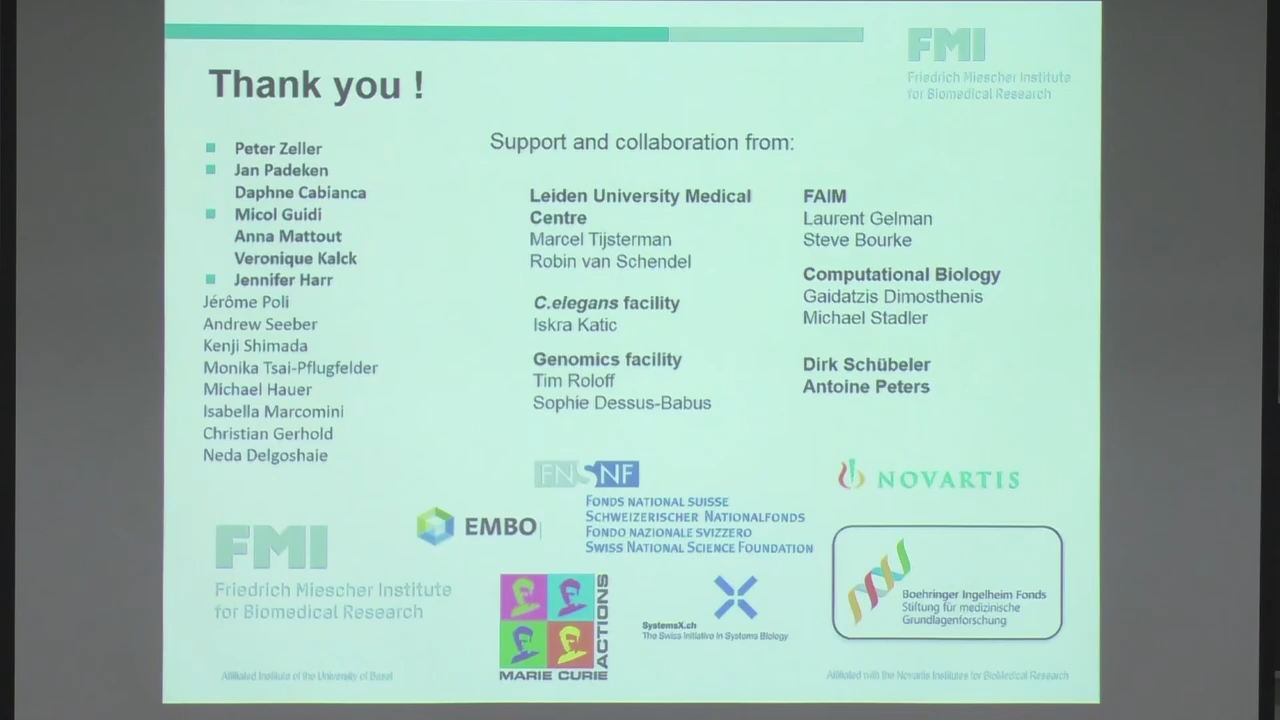 FMI
Friedrich Miescher Institute
for Biomedical Research
Thank you !
Peter Zeller
Jan Padeken
Daphne Cabianca
Micol Guidi
Anna Mattout
Veronique Kalck
Jennifer Harr
Jérôme Poli
Andrew Seeber
Kenji Shimada
Monika Tsai-Pflugfelder
Michael Hauer
Isabella Marcomini
Christian Gerhold
Neda Delgoshaie
Support and collaboration from:
Leiden University Medical
Centre
Marcel Tijsterman
Robin van Schendel
C.elegans facility
Iskra Katic
Genomics facility
Tim Roloff
Sophie Dessus-Babus
FAIM
Laurent Gelman
Steve Bourke
Computational Biology
Gaidatzis Dimosthenis
Michael Stadler
Dirk Schübeler
Antoine Peters
FNSNF
FONDS NATIONAL SUISSE
SCHWEIZERISCHER NATIONALFONDS
FONDO NAZIONALE SVIZZERO
SWISS NATIONAL SCIENCE FOUNDATION
NOVARTIS
EMBO
FMI
Friedrich Miescher Institute
for Biomedical Research
MARIE CURIE
ACTIONS
SystemsX.ch
The Swiss Initiative in Systems Biology
Boehringer Ingelheim Fonds
Stiftung für medizinische
Grundlagenforschung
Affiliated Institute of the University of Basel
Affiliated with the Novartis Institutes for BioMedical Research